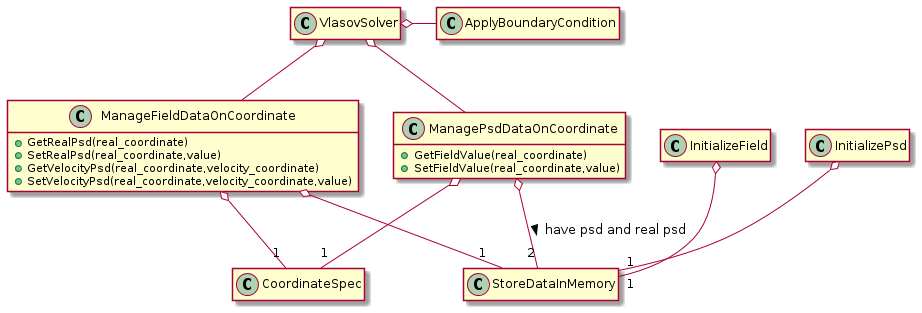 C VlasovSolver
C ApplyBoundaryCondition
C ManageFieldDataOnCoordinate
GetRealPsd(real_coordinate)
SetRealPsd(real_coordinate,value)
GetVelocityPsd(real_coordinate,velocity_coordinate)
SetVelocityPsd(real_coordinate,velocity_coordinate,value)
C ManagePsdDataOnCoordinate
GetFieldValue(real_coordinate)
SetFieldValue(real_coordinate,value)
C InitializeField
C InitializePsd
have psd and real psd
1
1
1
2
1
1
C CoordinateSpec
C StoreDataInMemory